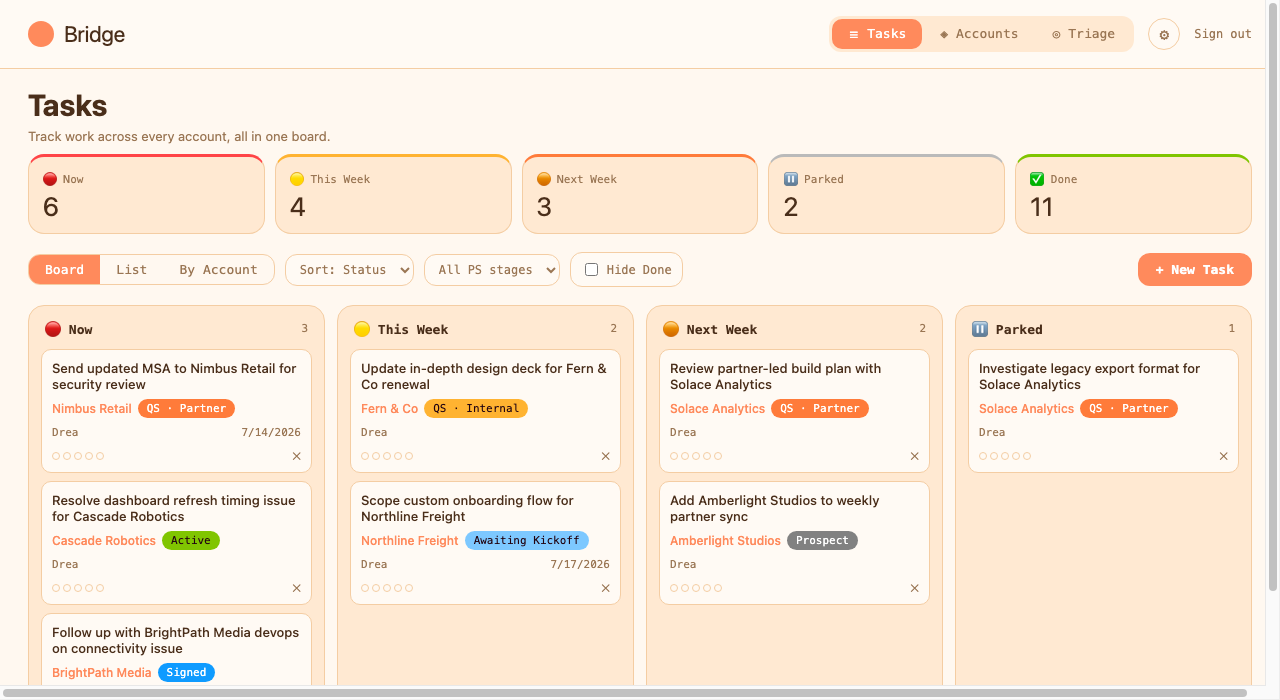 Bridge
≡ Tasks
◈ Accounts
◎ Triage
Sign out
Tasks
Track work across every account, all in one board.
Now
6
This Week
4
Next Week
3
Parked
2
Done
11
Board
List
By Account
Sort: Status
All PS stages
Hide Done
+ New Task
Now 3
Send updated MSA to Nimbus Retail for
security review
Nimbus Retail QS · Partner
Drea 7/14/2026
Resolve dashboard refresh timing issue
for Cascade Robotics
Cascade Robotics Active
Drea
Follow up with BrightPath Media devops
on connectivity issue
BrightPath Media Signed
This Week 2
Update in-depth design deck for Fern &
Co renewal
Fern & Co QS · Internal
Drea
Scope custom onboarding flow for
Northline Freight
Northline Freight Awaiting Kickoff
Drea 7/17/2026
Next Week 2
Review partner-led build plan with
Solace Analytics
Solace Analytics QS · Partner
Drea
Add Amberlight Studios to weekly
partner sync
Amberlight Studios Prospect
Drea
Parked 1
Investigate legacy export format for
Solace Analytics
Solace Analytics QS · Partner
Drea